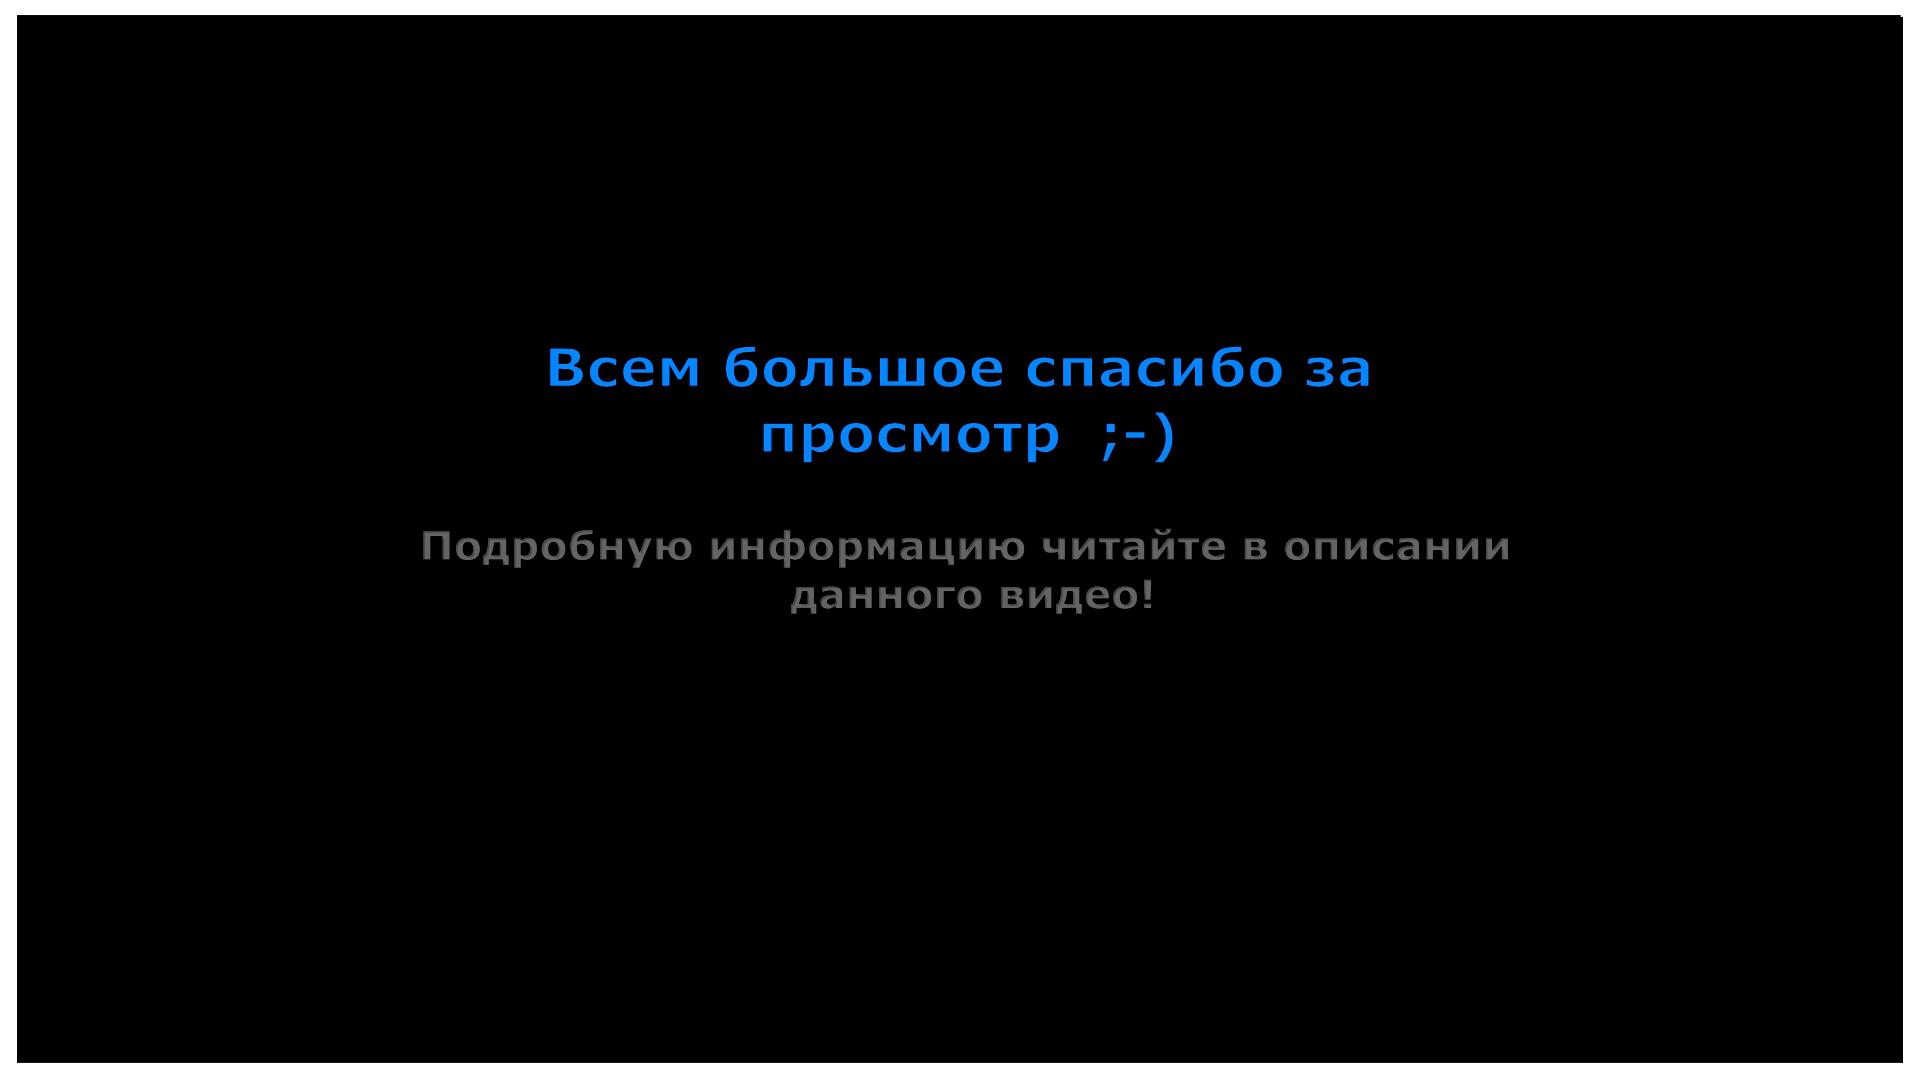 Всем большое спасибо за
просмотр ;-)
Подробную информацию читайте в описании
данного видео!